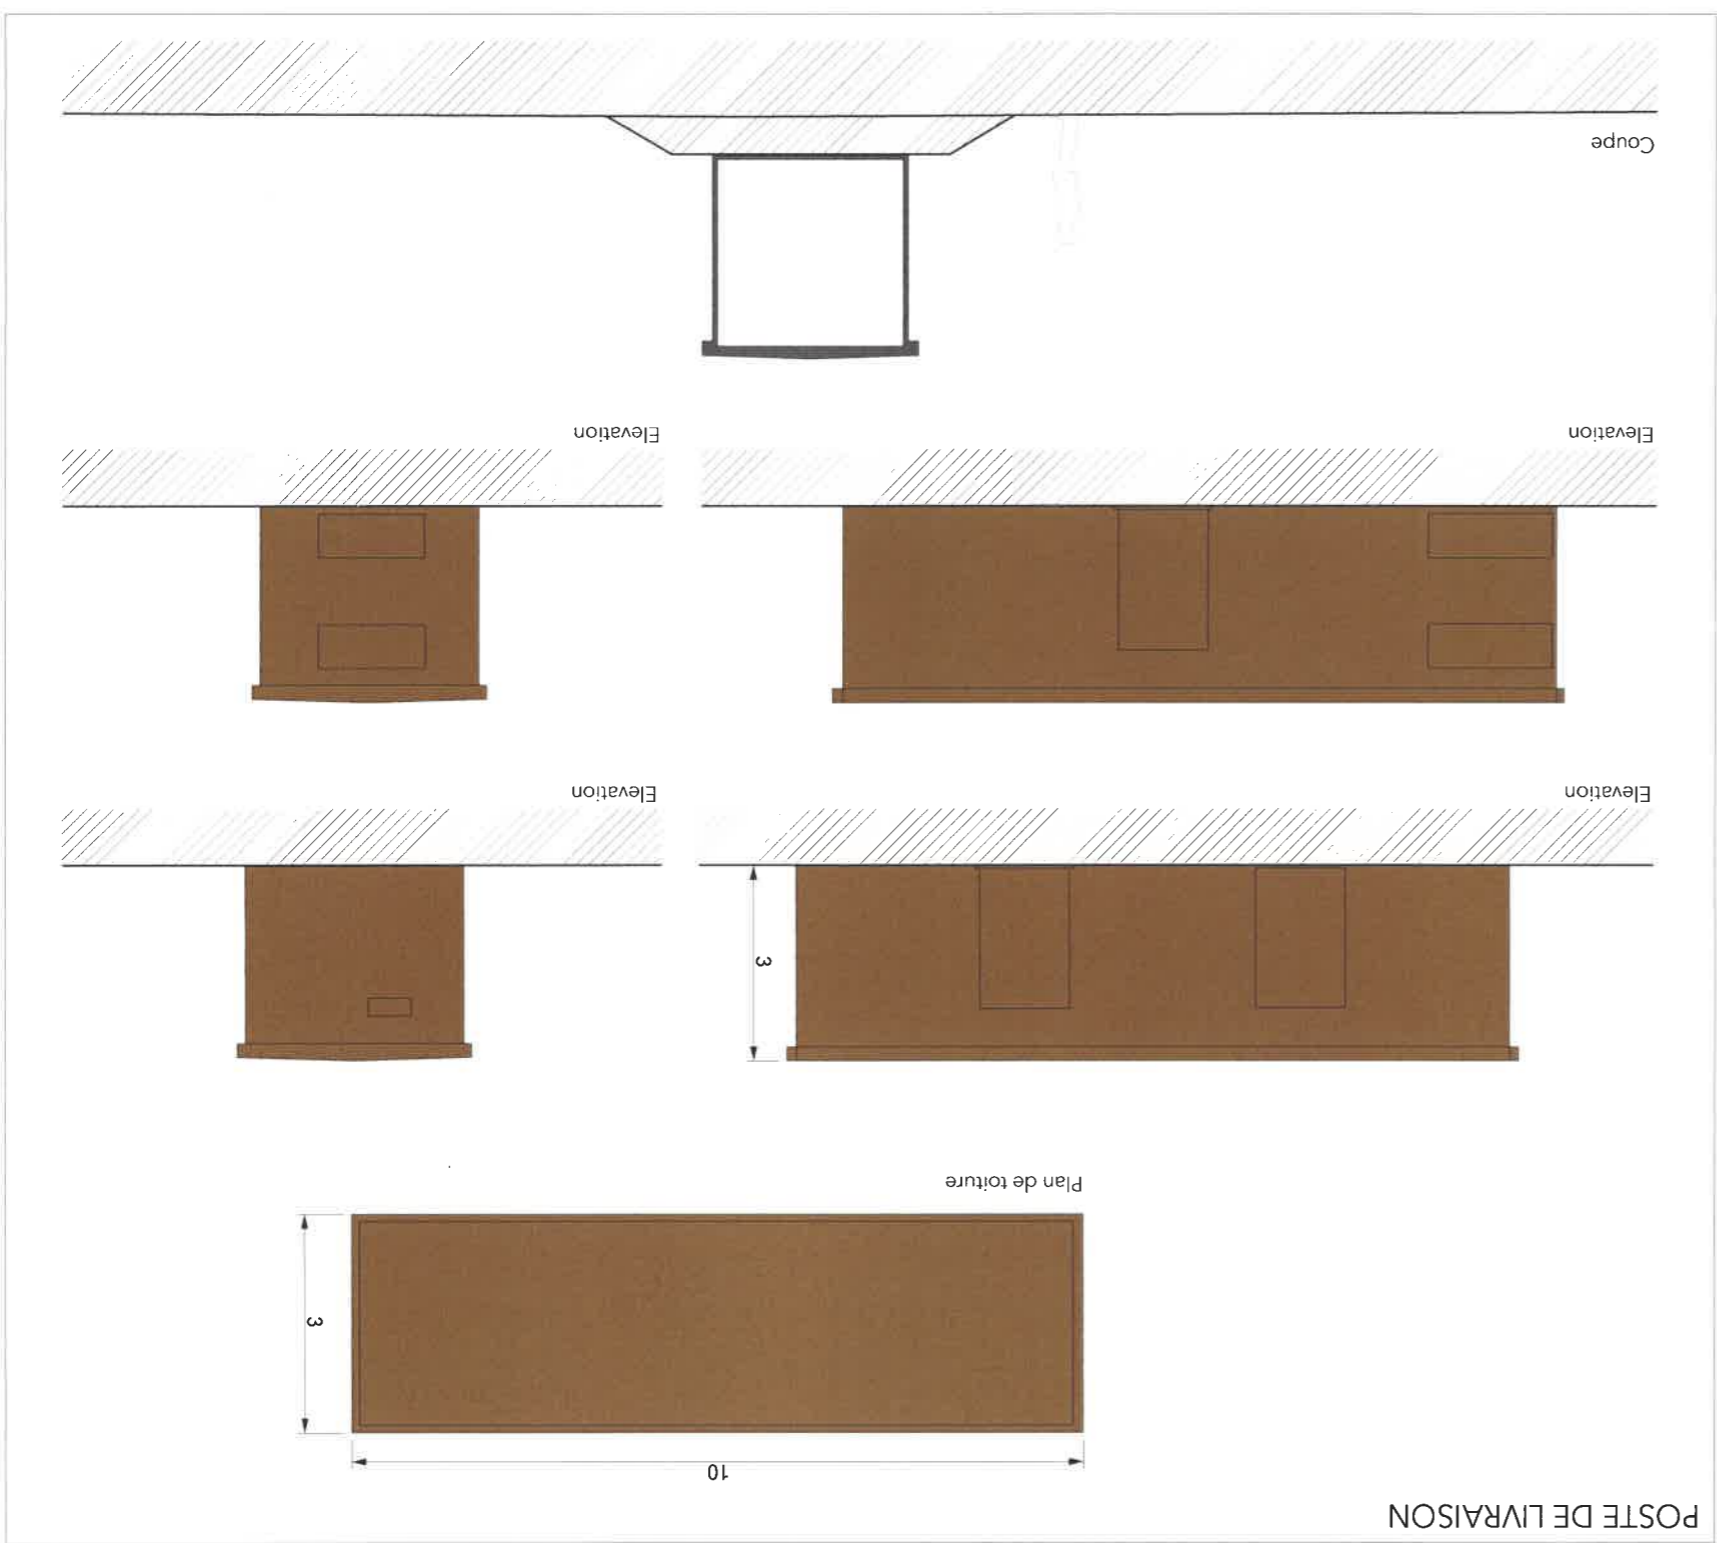 POSTE DE LIVRAISON
10
3
Plan de toiture
3
Elevation
Elevation
Elevation
Elevation
Coupe